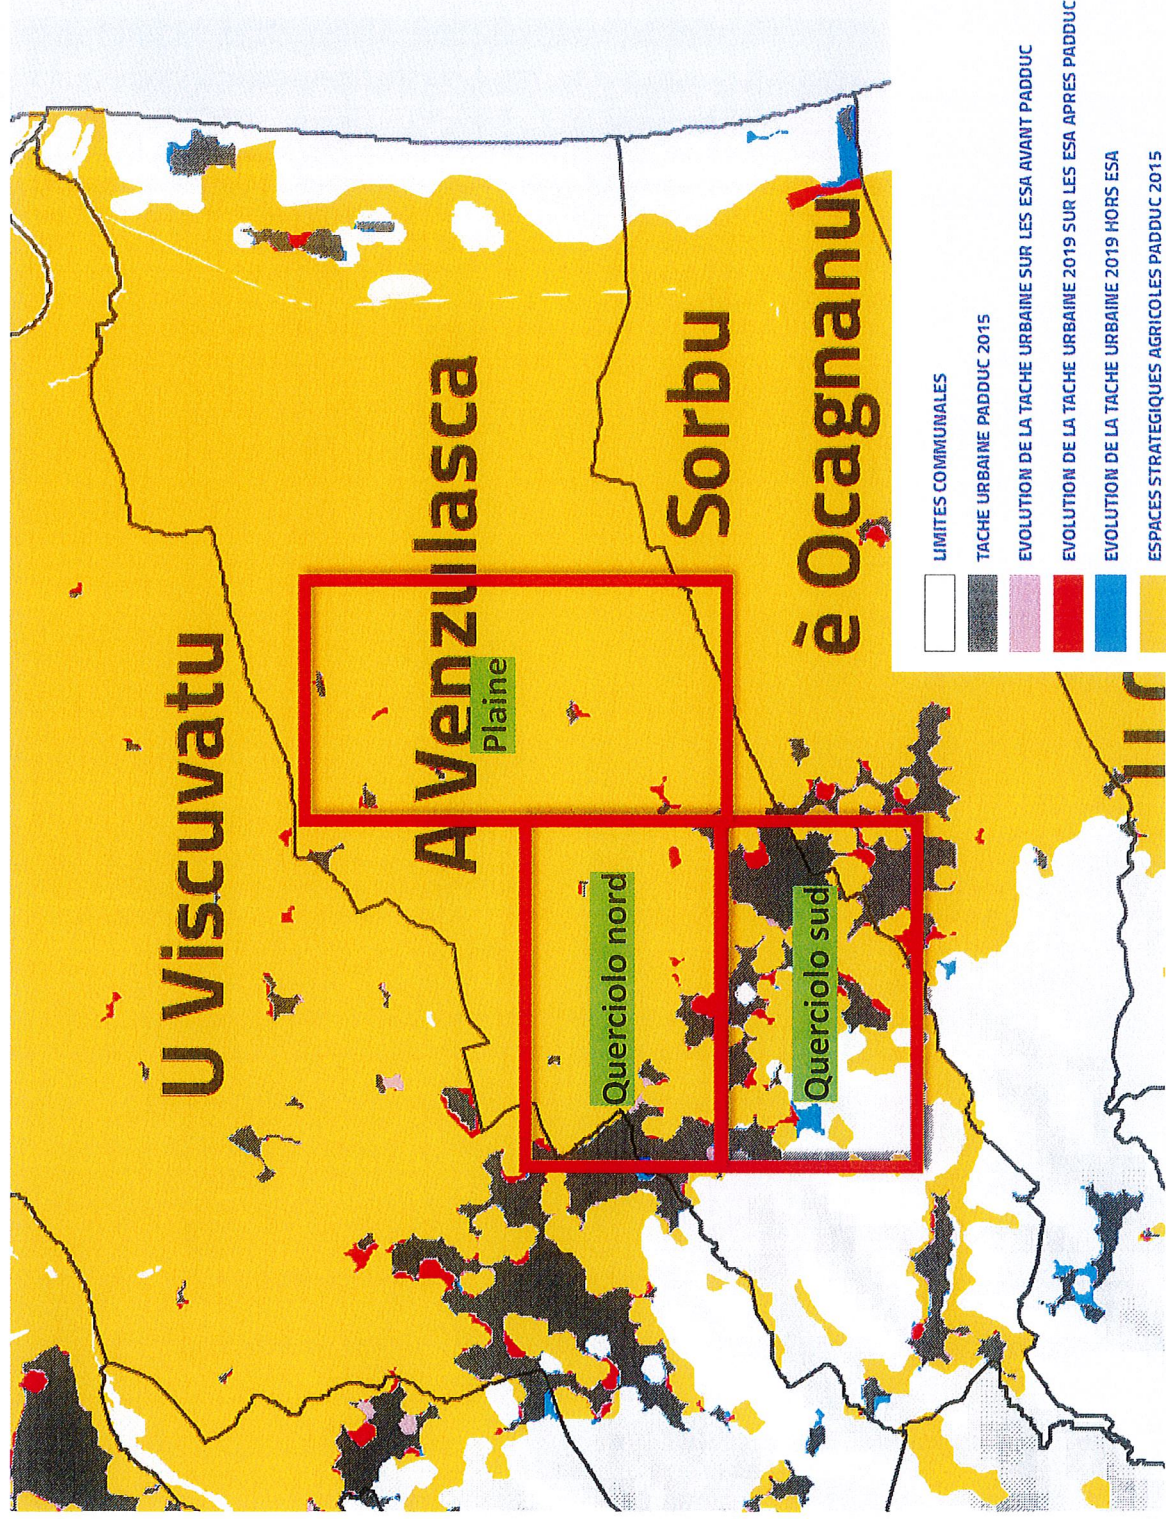 U Viscuvatu
A Venzulasca
Plaine
Sorbu
è Ocagnanu
Querciolo nord
Querciolo sud
LIMITES COMMUNALES
TACHE URBAINE PADDUC 2015
EVOLUTION DE LA TACHE URBAINE SUR LES ESA AVANT PADDUC
EVOLUTION DE LA TACHE URBAINE 2019 SUR LES ESA APRES PADDUC
EVOLUTION DE LA TACHE URBAINE 2019 HORS ESA
ESPACES STRATEGIQUES AGRICOLES PADDUC 2015